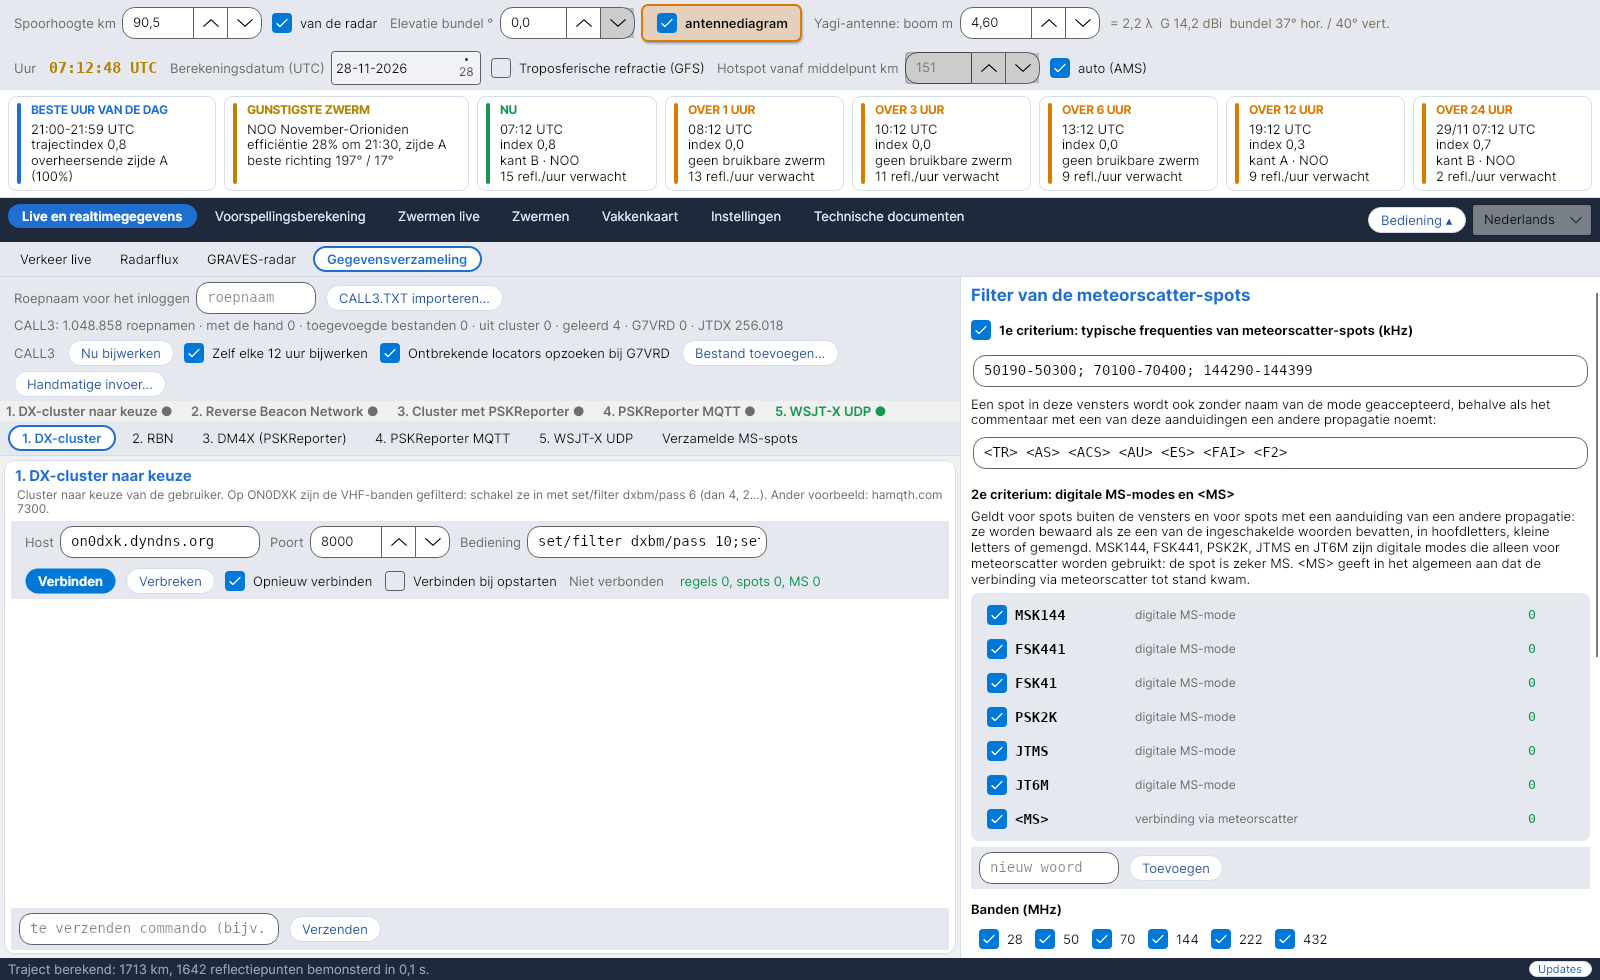 Spoorhoogte km 90,5 van de radar Elevatie bundel ° 0,0 antennediagram Yagi-antenne: boom m 4,60 = 2,2 λ G 14,2 dBi bundel 37° hor. / 40° vert.
Uur 07:12:48 UTC Berekeningsdatum (UTC) 28-11-2026 28 Troposferische refractie (GFS) Hotspot vanaf middelpunt km 151 auto (AMS)
BESTE UUR VAN DE DAG
21:00-21:59 UTC
trajectindex 0,8
overheersende zijde A
(100%)
GUNSTIGSTE ZWERM
NOO November-Orioniden
efficiëntie 28% om 21:30, zijde A
beste richting 197° / 17°
NU
07:12 UTC
index 0,8
kant B · NOO
15 refl./uur verwacht
OVER 1 UUR
08:12 UTC
index 0,0
geen bruikbare zwerm
13 refl./uur verwacht
OVER 3 UUR
10:12 UTC
index 0,0
geen bruikbare zwerm
11 refl./uur verwacht
OVER 6 UUR
13:12 UTC
index 0,0
geen bruikbare zwerm
9 refl./uur verwacht
OVER 12 UUR
19:12 UTC
index 0,3
kant A · NOO
9 refl./uur verwacht
OVER 24 UUR
29/11 07:12 UTC
index 0,7
kant B · NOO
2 refl./uur verwacht
Live en realtimegegevens Voorspellingsberekening Zwermen live Zwermen Vakkenkaart Instellingen Technische documenten Bediening ▴ Nederlands
Verkeer live Radarflux GRAVES-radar Gegevensverzameling
Roepnaam voor het inloggen roepnaam CALL3.TXT importeren...
CALL3: 1.048.858 roepnamen · met de hand 0 · toegevoegde bestanden 0 · uit cluster 0 · geleerd 4 · G7VRD 0 · JTDX 256.018
CALL3 Nu bijwerken Zelf elke 12 uur bijwerken Ontbrekende locators opzoeken bij G7VRD Bestand toevoegen...
Handmatige invoer...
1. DX-cluster naar keuze ● 2. Reverse Beacon Network ● 3. Cluster met PSKReporter ● 4. PSKReporter MQTT ● 5. WSJT-X UDP ●
1. DX-cluster 2. RBN 3. DM4X (PSKReporter) 4. PSKReporter MQTT 5. WSJT-X UDP Verzamelde MS-spots
1. DX-cluster naar keuze
Cluster naar keuze van de gebruiker. Op ON0DXK zijn de VHF-banden gefilterd: schakel ze in met set/filter dxbm/pass 6 (dan 4, 2...). Ander voorbeeld: hamqth.com
7300.
Host on0dxk.dyndns.org Poort 8000 Bediening set/filter dxbm/pass 10;se
Verbinden Verbreken Opnieuw verbinden Verbinden bij opstarten Niet verbonden regels 0, spots 0, MS 0
te verzenden commando (bijv. Verzenden
Filter van de meteorscatter-spots
1e criterium: typische frequenties van meteorscatter-spots (kHz)
50190-50300; 70100-70400; 144290-144399
Een spot in deze vensters wordt ook zonder naam van de mode geaccepteerd, behalve als het
commentaar met een van deze aanduidingen een andere propagatie noemt:
<TR> <AS> <ACS> <AU> <ES> <FAI> <F2>
2e criterium: digitale MS-modes en <MS>
Geldt voor spots buiten de vensters en voor spots met een aanduiding van een andere propagatie:
ze worden bewaard als ze een van de ingeschakelde woorden bevatten, in hoofdletters, kleine
letters of gemengd. MSK144, FSK441, PSK2K, JTMS en JT6M zijn digitale modes die alleen voor
meteorscatter worden gebruikt: de spot is zeker MS. <MS> geeft in het algemeen aan dat de
verbinding via meteorscatter tot stand kwam.
MSK144 digitale MS-mode 0
FSK441 digitale MS-mode 0
FSK41 digitale MS-mode 0
PSK2K digitale MS-mode 0
JTMS digitale MS-mode 0
JT6M digitale MS-mode 0
<MS> verbinding via meteorscatter 0
nieuw woord Toevoegen
Banden (MHz)
28 50 70 144 222 432
Traject berekend: 1713 km, 1642 reflectiepunten bemonsterd in 0,1 s. Updates